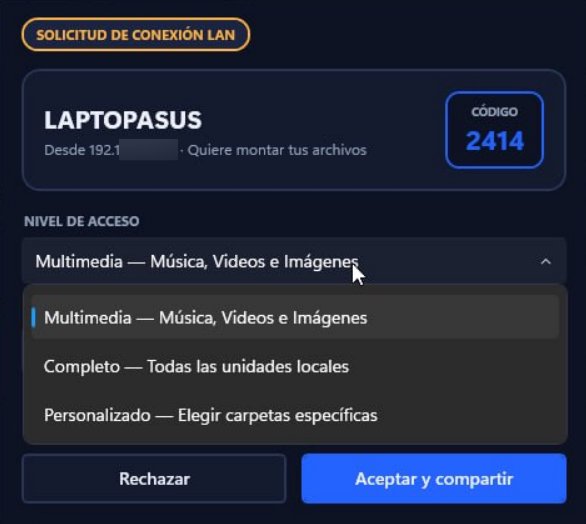 SOLICITUD DE CONEXIÓN LAN
LAPTOPASUS
Desde 192.1 · Quiere montar tus archivos
CÓDIGO
2414
NIVEL DE ACCESO
Multimedia — Música, Videos e Imágenes
Multimedia — Música, Videos e Imágenes
Completo — Todas las unidades locales
Personalizado — Elegir carpetas específicas
Rechazar
Aceptar y compartir